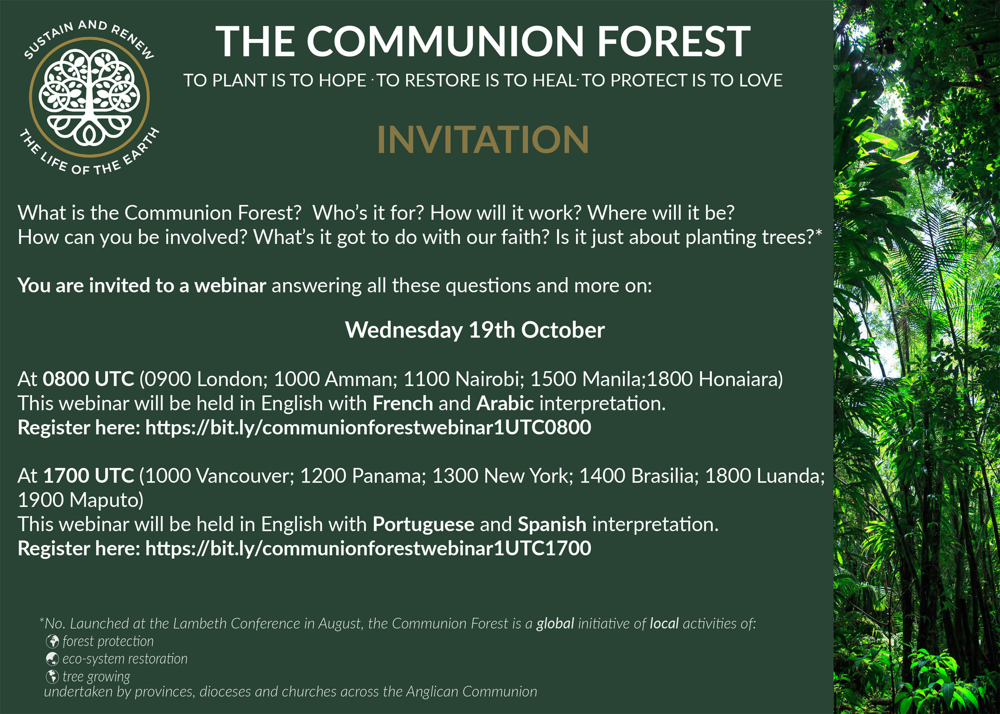 SUSTAIN AND RENEW
THE LIFE OF THE EARTH
THE COMMUNION FOREST
TO PLANT IS TO HOPE · TO RESTORE IS TO HEAL · TO PROTECT IS TO LOVE
INVITATION
What is the Communion Forest?  Who’s it for? How will it work? Where will it be?
How can you be involved? What’s it got to do with our faith? Is it just about planting trees?*
You are invited to a webinar answering all these questions and more on:
Wednesday 19th October
At 0800 UTC (0900 London; 1000 Amman; 1100 Nairobi; 1500 Manila;1800 Honaiara)
This webinar will be held in English with French and Arabic interpretation.
Register here: https://bit.ly/communionforestwebinar1UTC0800
At 1700 UTC (1000 Vancouver; 1200 Panama; 1300 New York; 1400 Brasilia; 1800 Luanda;
1900 Maputo)
This webinar will be held in English with Portuguese and Spanish interpretation.
Register here: https://bit.ly/communionforestwebinar1UTC1700
*No. Launched at the Lambeth Conference in August, the Communion Forest is a global initiative of local activities of:
forest protection
eco-system restoration
tree growing
undertaken by provinces, dioceses and churches across the Anglican Communion